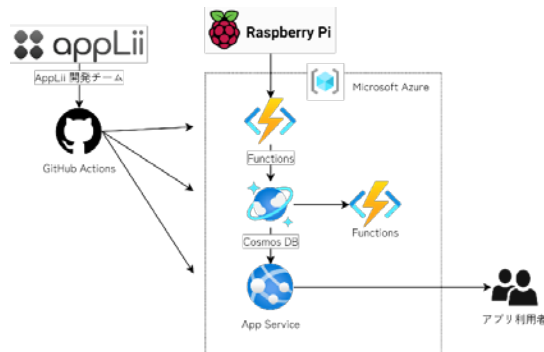 appLii
Raspberry Pi
AppLii 開発チーム
Microsoft Azure
GitHub Actions
Functions
Functions
Cosmos DB
App Service
アプリ利用者